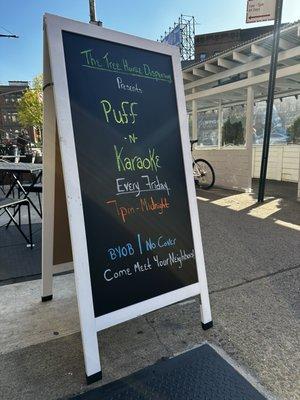 The Tree House Dispensary
Presents
Puff
-n-
Karaoke
Every Friday,
7pm-Midnight
BYOB / No Cover
Come Meet Your Neighbors!